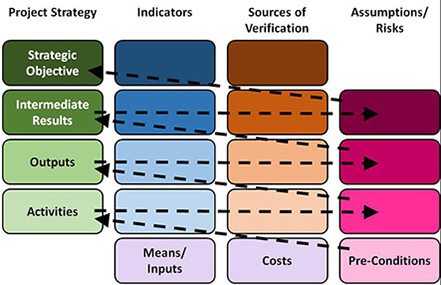 Project Strategy
Indicators
Sources of
Verification
Assumptions/
Risks
Strategic
Objective
Intermediate
Results
Outputs
Activities
Means/
Inputs
Costs
Pre-Conditions